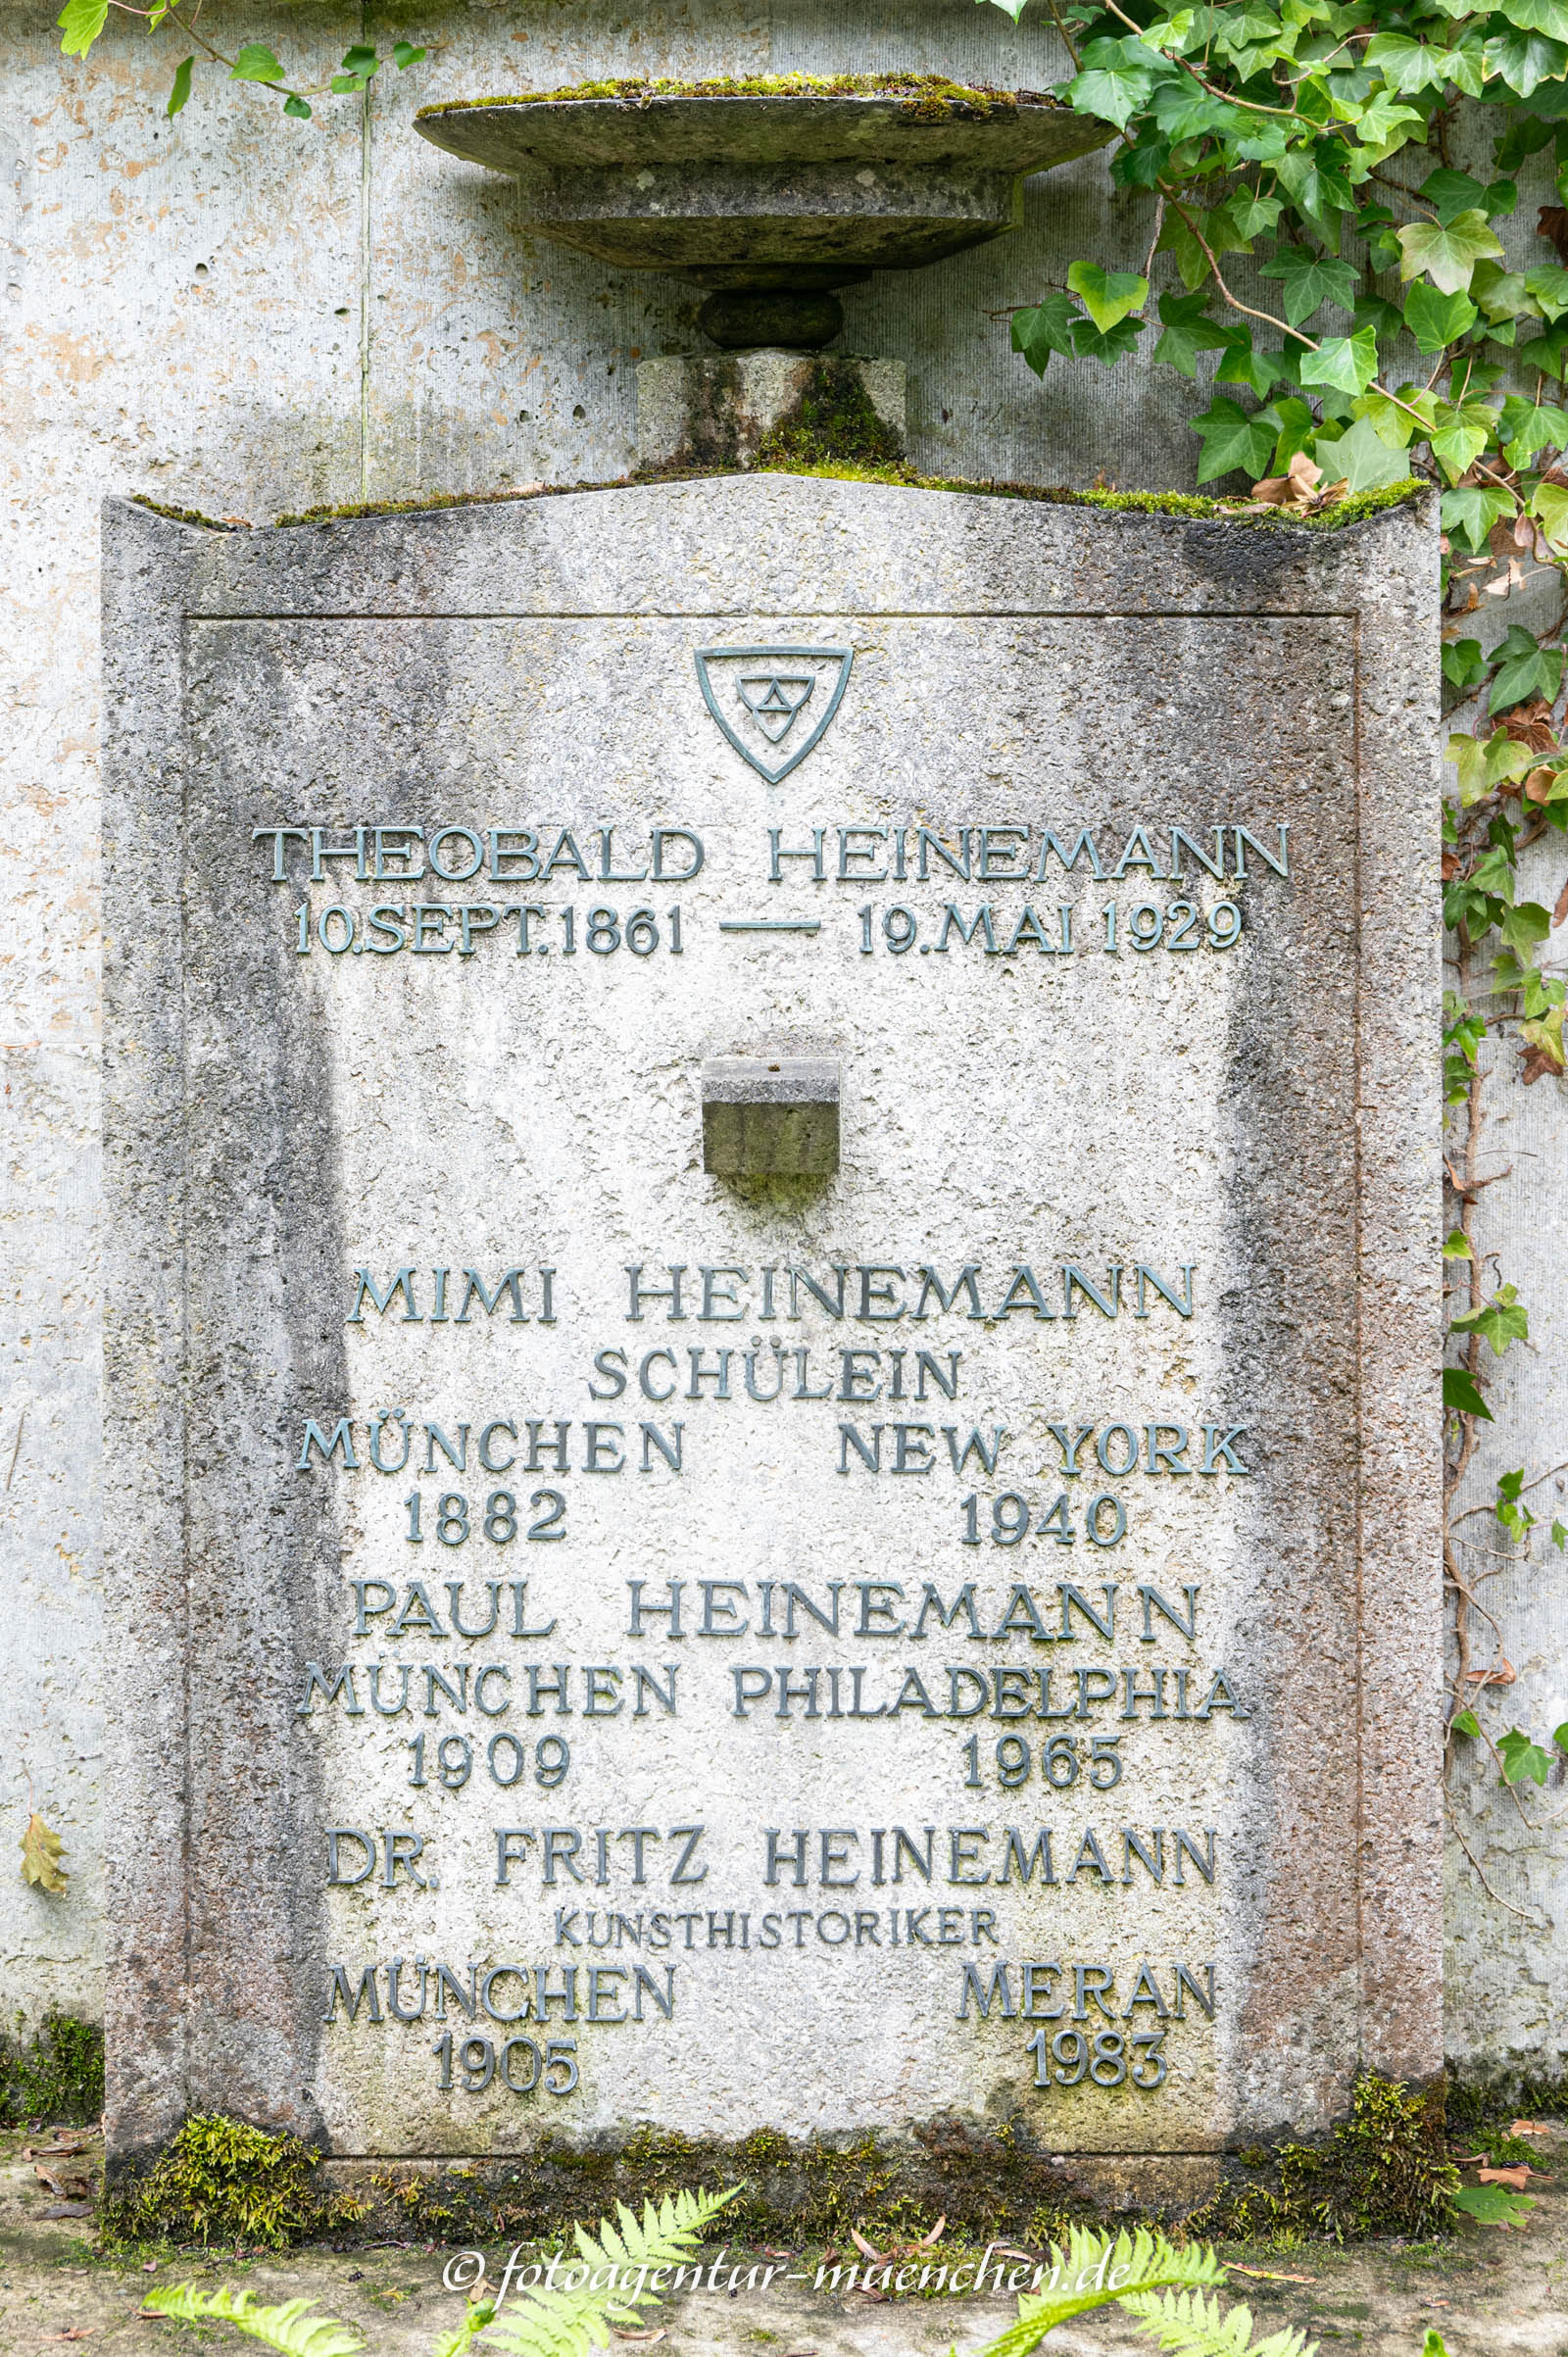 THEOBALD HEINEMANN
10.SEPT.1861 — 19.MAI 1929
MIMI HEINEMANN
SCHÜLEIN
MÜNCHEN NEW YORK
1882 1940
PAUL HEINEMANN
MÜNCHEN PHILADELPHIA
1909 1965
DR. FRITZ HEINEMANN
KUNSTHISTORIKER
MÜNCHEN MERAN
1905 1983
© fotoagentur-muenchen.de